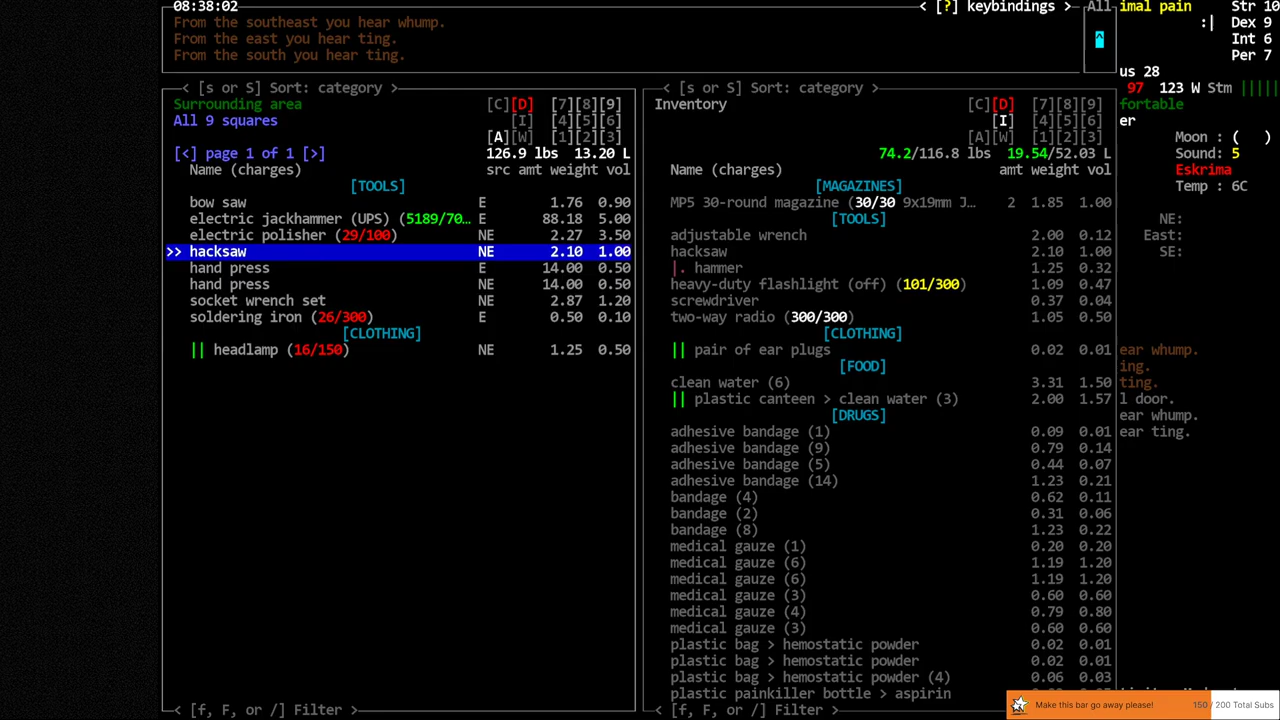 08:38:02
< [?] keybindings >
All
imal pain
Str 10
From the southeast you hear whump.
:|
Dex 9
From the east you hear ting.
^
Int 6
From the south you hear ting.
Per 7
us 28
< [s or S] Sort: category >
< [s or S] Sort: category >
97 123 W Stm |||||
Surrounding area
[C][D] [7][8][9]
Inventory
[C][D] [7][8][9]
fortable
All 9 squares
[I] [4][5][6]
[I] [4][5][6]
er
[A][W] [1][2][3]
[A][W] [1][2][3]
Moon : (   )
[<] page 1 of 1 [>]
126.9 lbs 13.20 L
74.2/116.8 lbs 19.54/52.03 L
Sound: 5
Name (charges) src amt weight vol
Name (charges) amt weight vol
Eskrima
[TOOLS]
[MAGAZINES]
Temp : 6C
bow saw E 1.76 0.90
MP5 30-round magazine (30/30 9x19mm J… 2 1.85 1.00
electric jackhammer (UPS) (5189/70… E 88.18 5.00
[TOOLS]
NE:
electric polisher (29/100) NE 2.27 3.50
adjustable wrench 2.00 0.12
East:
>> hacksaw NE 2.10 1.00
hacksaw 2.10 1.00
SE:
hand press E 14.00 0.50
|. hammer 1.25 0.32
hand press NE 14.00 0.50
heavy-duty flashlight (off) (101/300) 1.09 0.47
socket wrench set NE 2.87 1.20
screwdriver 0.37 0.04
soldering iron (26/300) E 0.50 0.10
two-way radio (300/300) 1.05 0.50
[CLOTHING]
[CLOTHING]
|| headlamp (16/150) NE 1.25 0.50
|| pair of ear plugs 0.02 0.01
ear whump.
[FOOD]
ing.
clean water (6) 3.31 1.50
ting.
|| plastic canteen > clean water (3) 2.00 1.57
l door.
[DRUGS]
ear whump.
adhesive bandage (1) 0.09 0.01
ear ting.
adhesive bandage (9) 0.79 0.14
adhesive bandage (5) 0.44 0.07
adhesive bandage (14) 1.23 0.21
bandage (4) 0.62 0.11
bandage (2) 0.31 0.06
bandage (8) 1.23 0.22
medical gauze (1) 0.20 0.20
medical gauze (6) 1.19 1.20
medical gauze (6) 1.19 1.20
medical gauze (3) 0.60 0.60
medical gauze (4) 0.79 0.80
medical gauze (3) 0.60 0.60
plastic bag > hemostatic powder 0.02 0.01
plastic bag > hemostatic powder 0.02 0.01
plastic bag > hemostatic powder (4) 0.06 0.03
plastic painkiller bottle > aspirin
Make this bar go away please! 150 / 200 Total Subs
< [f, F, or /] Filter >
< [f, F, or /] Filter >